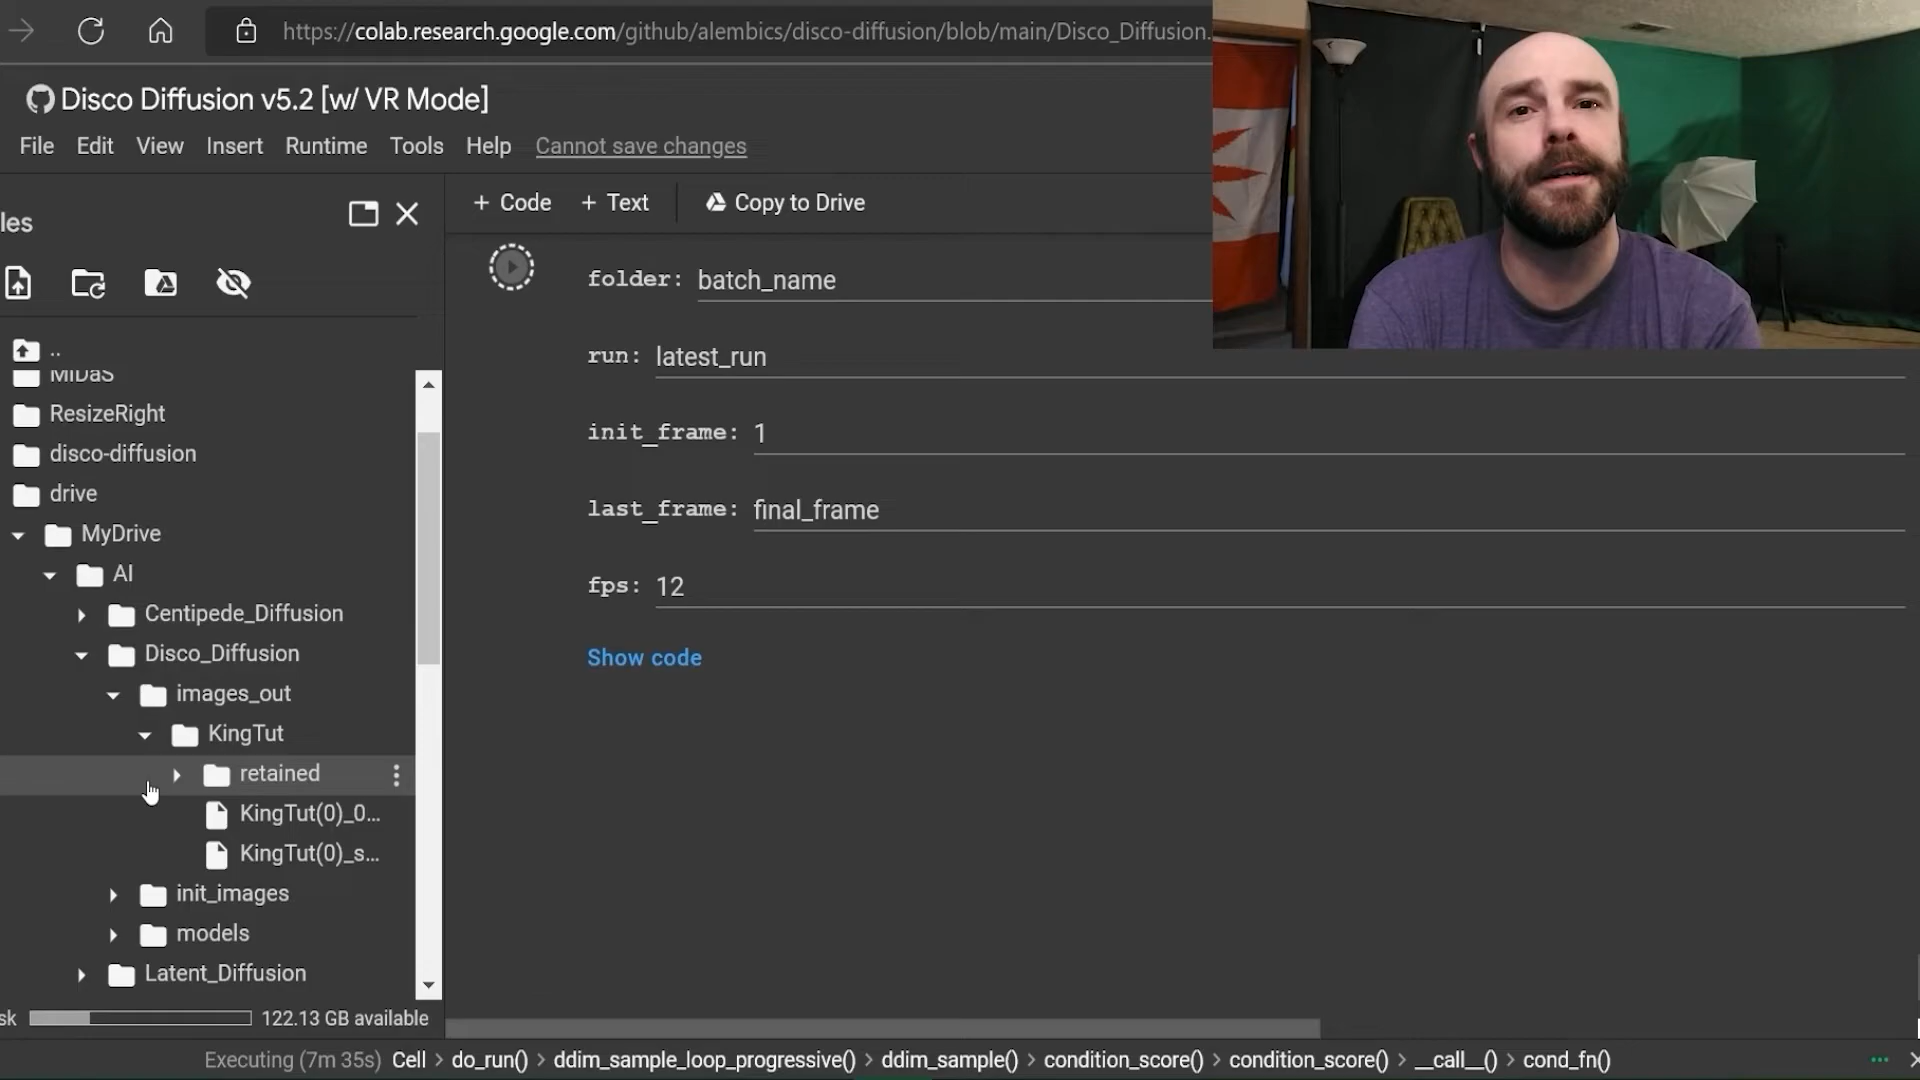 https://colab.research.google.com/github/alembics/disco-diffusion/blob/main/Disco_Diffusion.
Disco Diffusion v5.2 [w/ VR Mode]
File Edit View Insert Runtime Tools Help Cannot save changes
les
+ Code + Text Copy to Drive
..
MiDaS
ResizeRight
disco-diffusion
drive
MyDrive
AI
Centipede_Diffusion
Disco_Diffusion
images_out
KingTut
retained
KingTut(0)_0...
KingTut(0)_s...
init_images
models
Latent_Diffusion
sk 122.13 GB available
folder: batch_name
run: latest_run
init_frame: 1
last_frame: final_frame
fps: 12
Show code
Executing (7m 35s) Cell > do_run() > ddim_sample_loop_progressive() > ddim_sample() > condition_score() > condition_score() > __call__() > cond_fn()